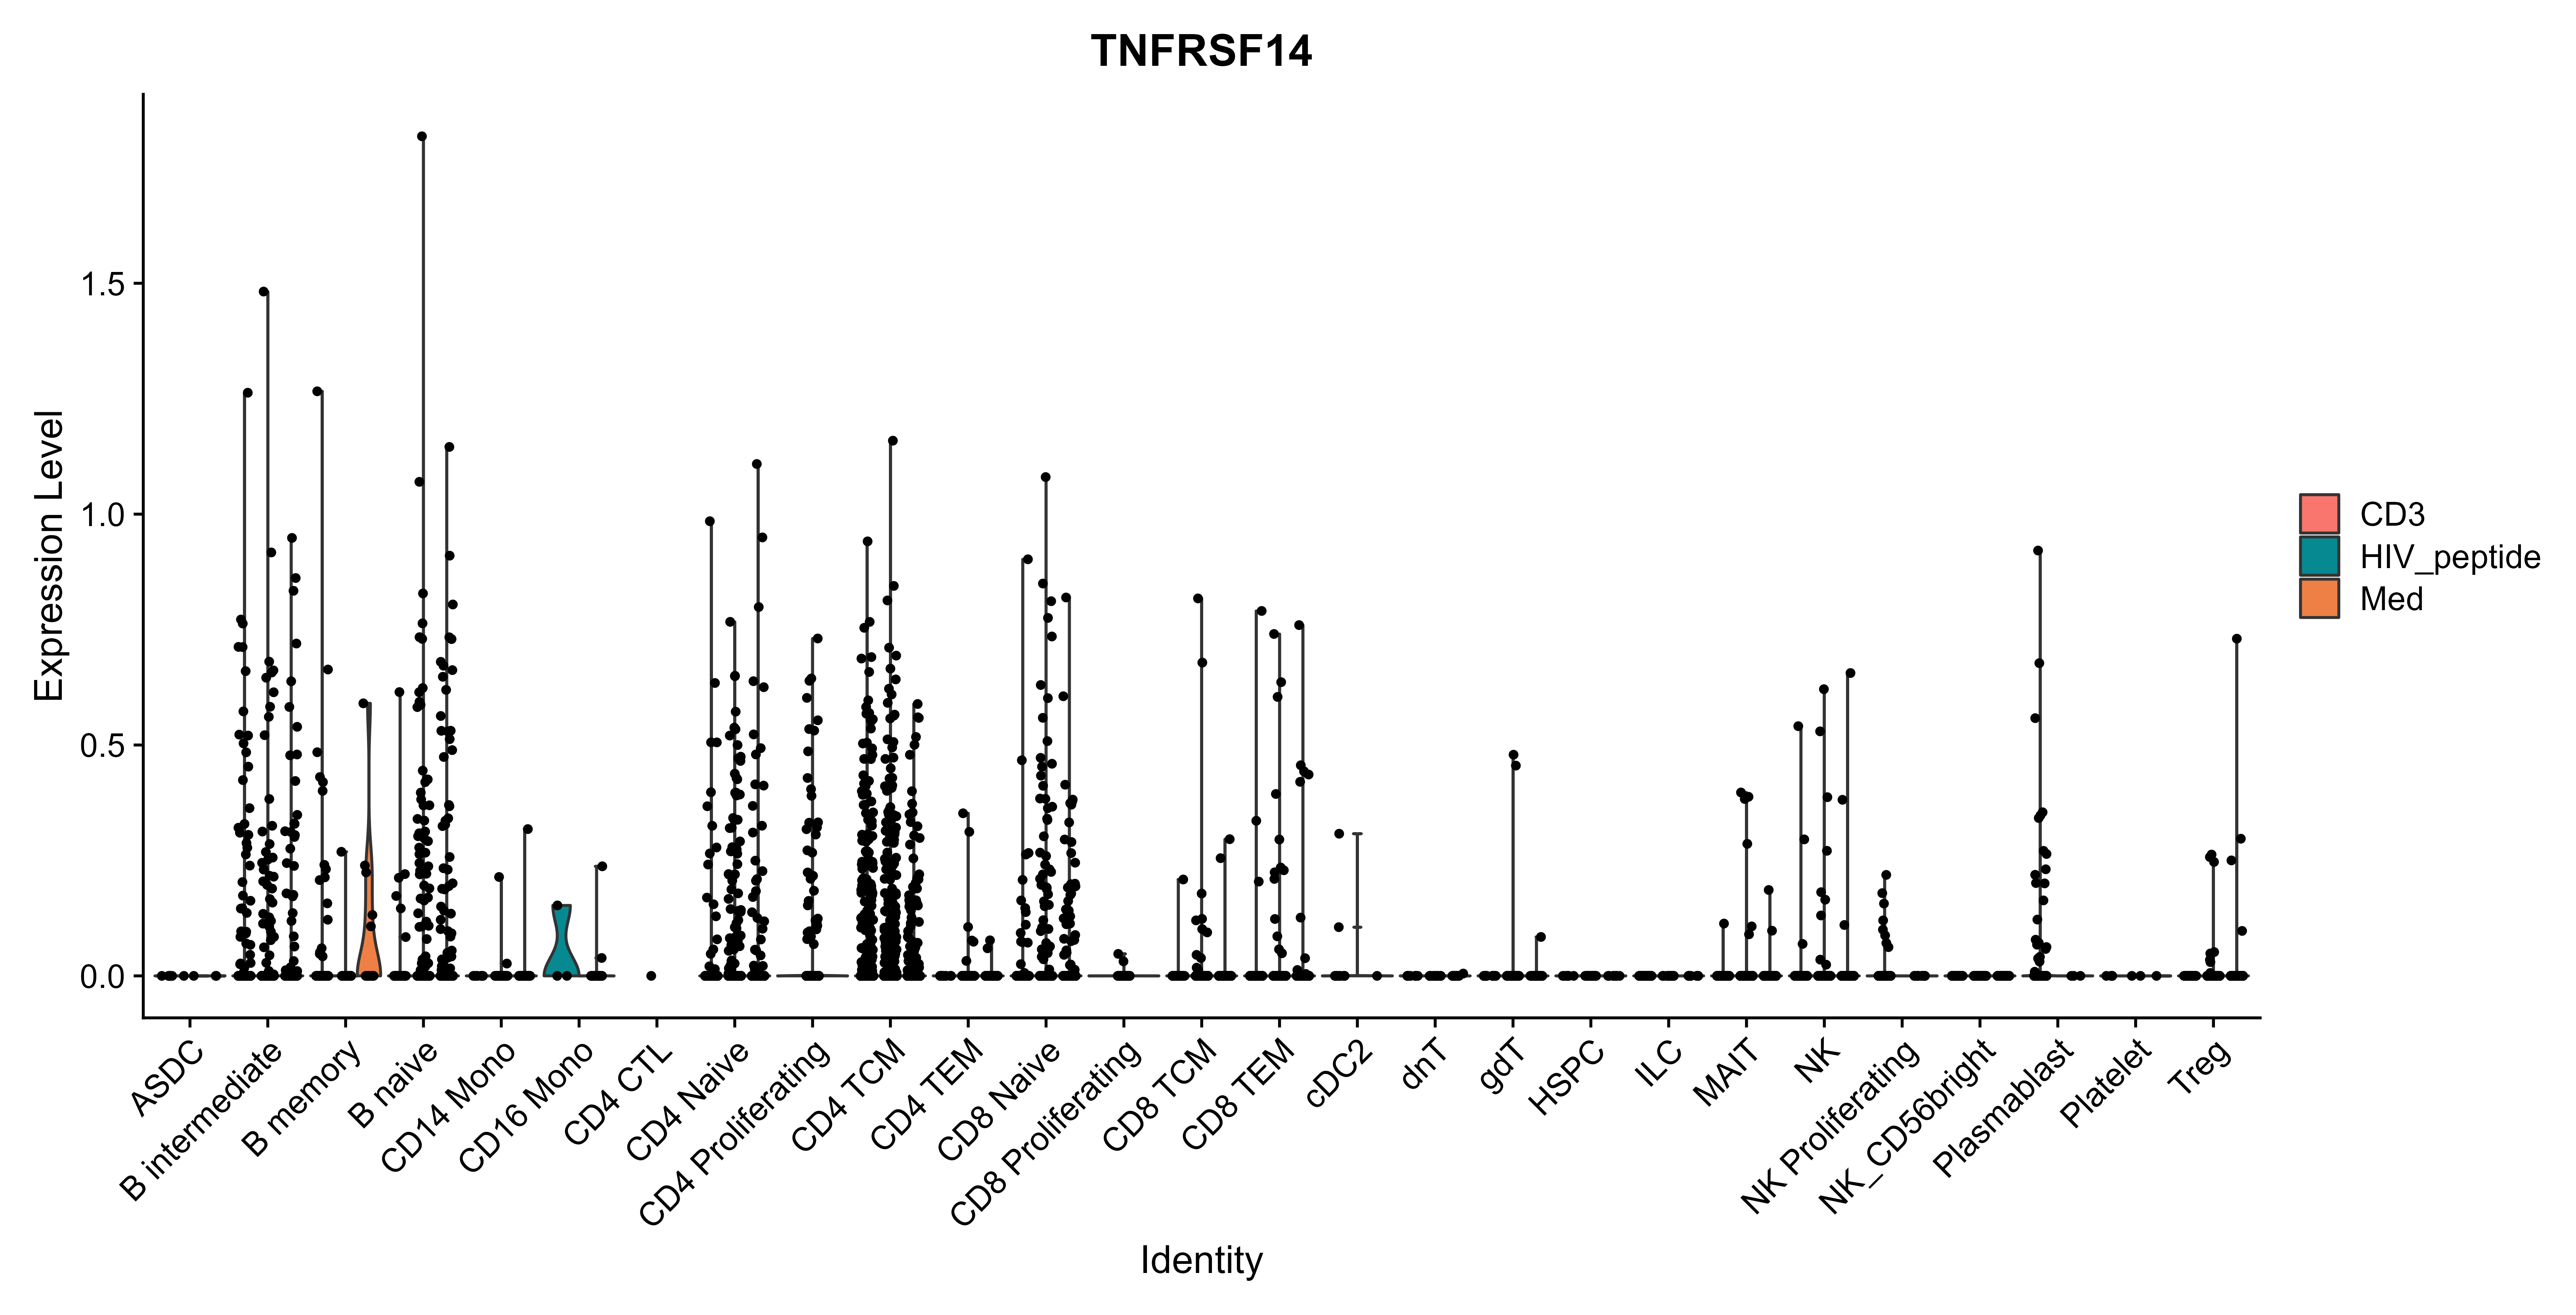 TNFRSF14
Expression Level
1.5
1.0
0.5
0.0
ASDC
B intermediate
B memory
B naive
CD14 Mono
CD16 Mono
CD4 CTL
CD4 Naive
CD4 Proliferating
CD4 TCM
CD4 TEM
CD8 Naive
CD8 Proliferating
CD8 TCM
CD8 TEM
cDC2
dnT
gdT
HSPC
ILC
MAIT
NK
NK Proliferating
NK_CD56bright
Plasmablast
Platelet
Treg
Identity
CD3
HIV_peptide
Med